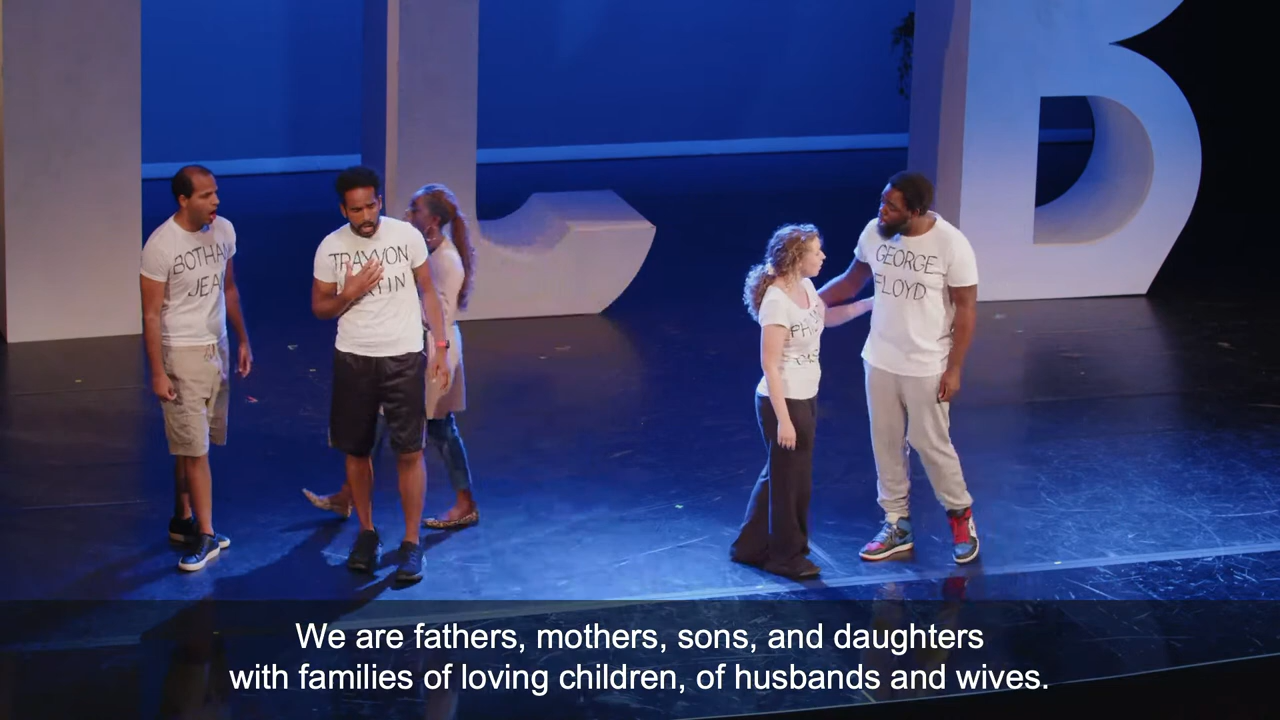 L
B
BOTHAM
JEAN
TRAYVON
GEORGE
FLOYD
We are fathers, mothers, sons, and daughters
with families of loving children, of husbands and wives.